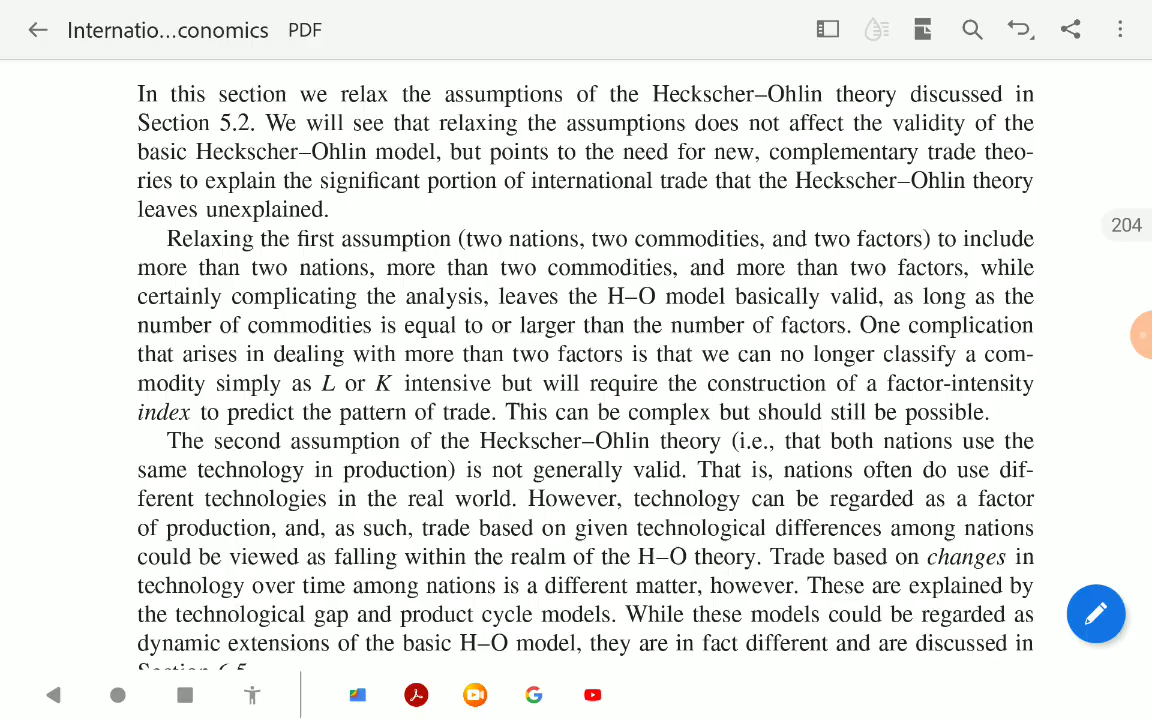 Internatio...conomics PDF
In this section we relax the assumptions of the Heckscher–Ohlin theory discussed in
Section 5.2. We will see that relaxing the assumptions does not affect the validity of the
basic Heckscher–Ohlin model, but points to the need for new, complementary trade theo-
ries to explain the significant portion of international trade that the Heckscher–Ohlin theory
leaves unexplained.
204
Relaxing the first assumption (two nations, two commodities, and two factors) to include
more than two nations, more than two commodities, and more than two factors, while
certainly complicating the analysis, leaves the H–O model basically valid, as long as the
number of commodities is equal to or larger than the number of factors. One complication
that arises in dealing with more than two factors is that we can no longer classify a com-
modity simply as L or K intensive but will require the construction of a factor-intensity
index to predict the pattern of trade. This can be complex but should still be possible.
The second assumption of the Heckscher–Ohlin theory (i.e., that both nations use the
same technology in production) is not generally valid. That is, nations often do use dif-
ferent technologies in the real world. However, technology can be regarded as a factor
of production, and, as such, trade based on given technological differences among nations
could be viewed as falling within the realm of the H–O theory. Trade based on changes in
technology over time among nations is a different matter, however. These are explained by
the technological gap and product cycle models. While these models could be regarded as
dynamic extensions of the basic H–O model, they are in fact different and are discussed in